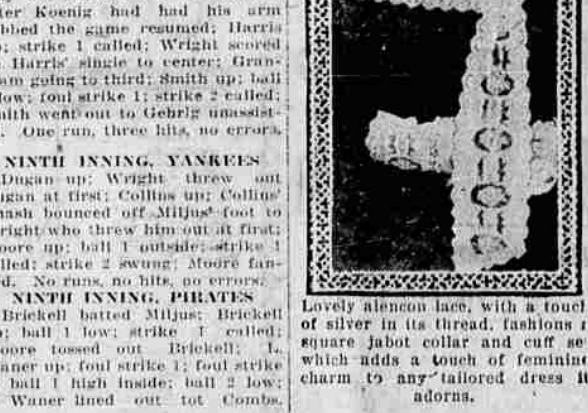 ter Koenig had had his arm
bbed the game resumed; Harris
p; strike 1 called; Wright scored
Harris' single to center; Gran-
am going to third; Smith up; ball
low; foul strike 1; strike 2 called;
mith went out to Gehrig unassist-
. One run, three hits, no errors.
NINTH INNING, YANKEES
Dugan up; Wright threw out
ugan at first; Collins up; Collins'
mash bounced off Miljus' foot to
right who threw him out at first;
oore up; ball 1 outside; strike 1
lled; strike 2 swung; Moore fan-
d. No runs, no hits, no errors.
NINTH INNING, PIRATES
Brickell batted Miljus; Brickell
p; ball 1 low; strike 1 called;
oore tossed out Brickell; L.
aner up; foul strike 1; foul strike
ball 1 high inside; ball 2 low;
Waner lined out tot Combs.
Lovely alencon lace, with a touch
of silver in its thread, fashions
square jabot collar and cuff se
which adds a touch of feminine
charm to any tailored dress it
adorns.